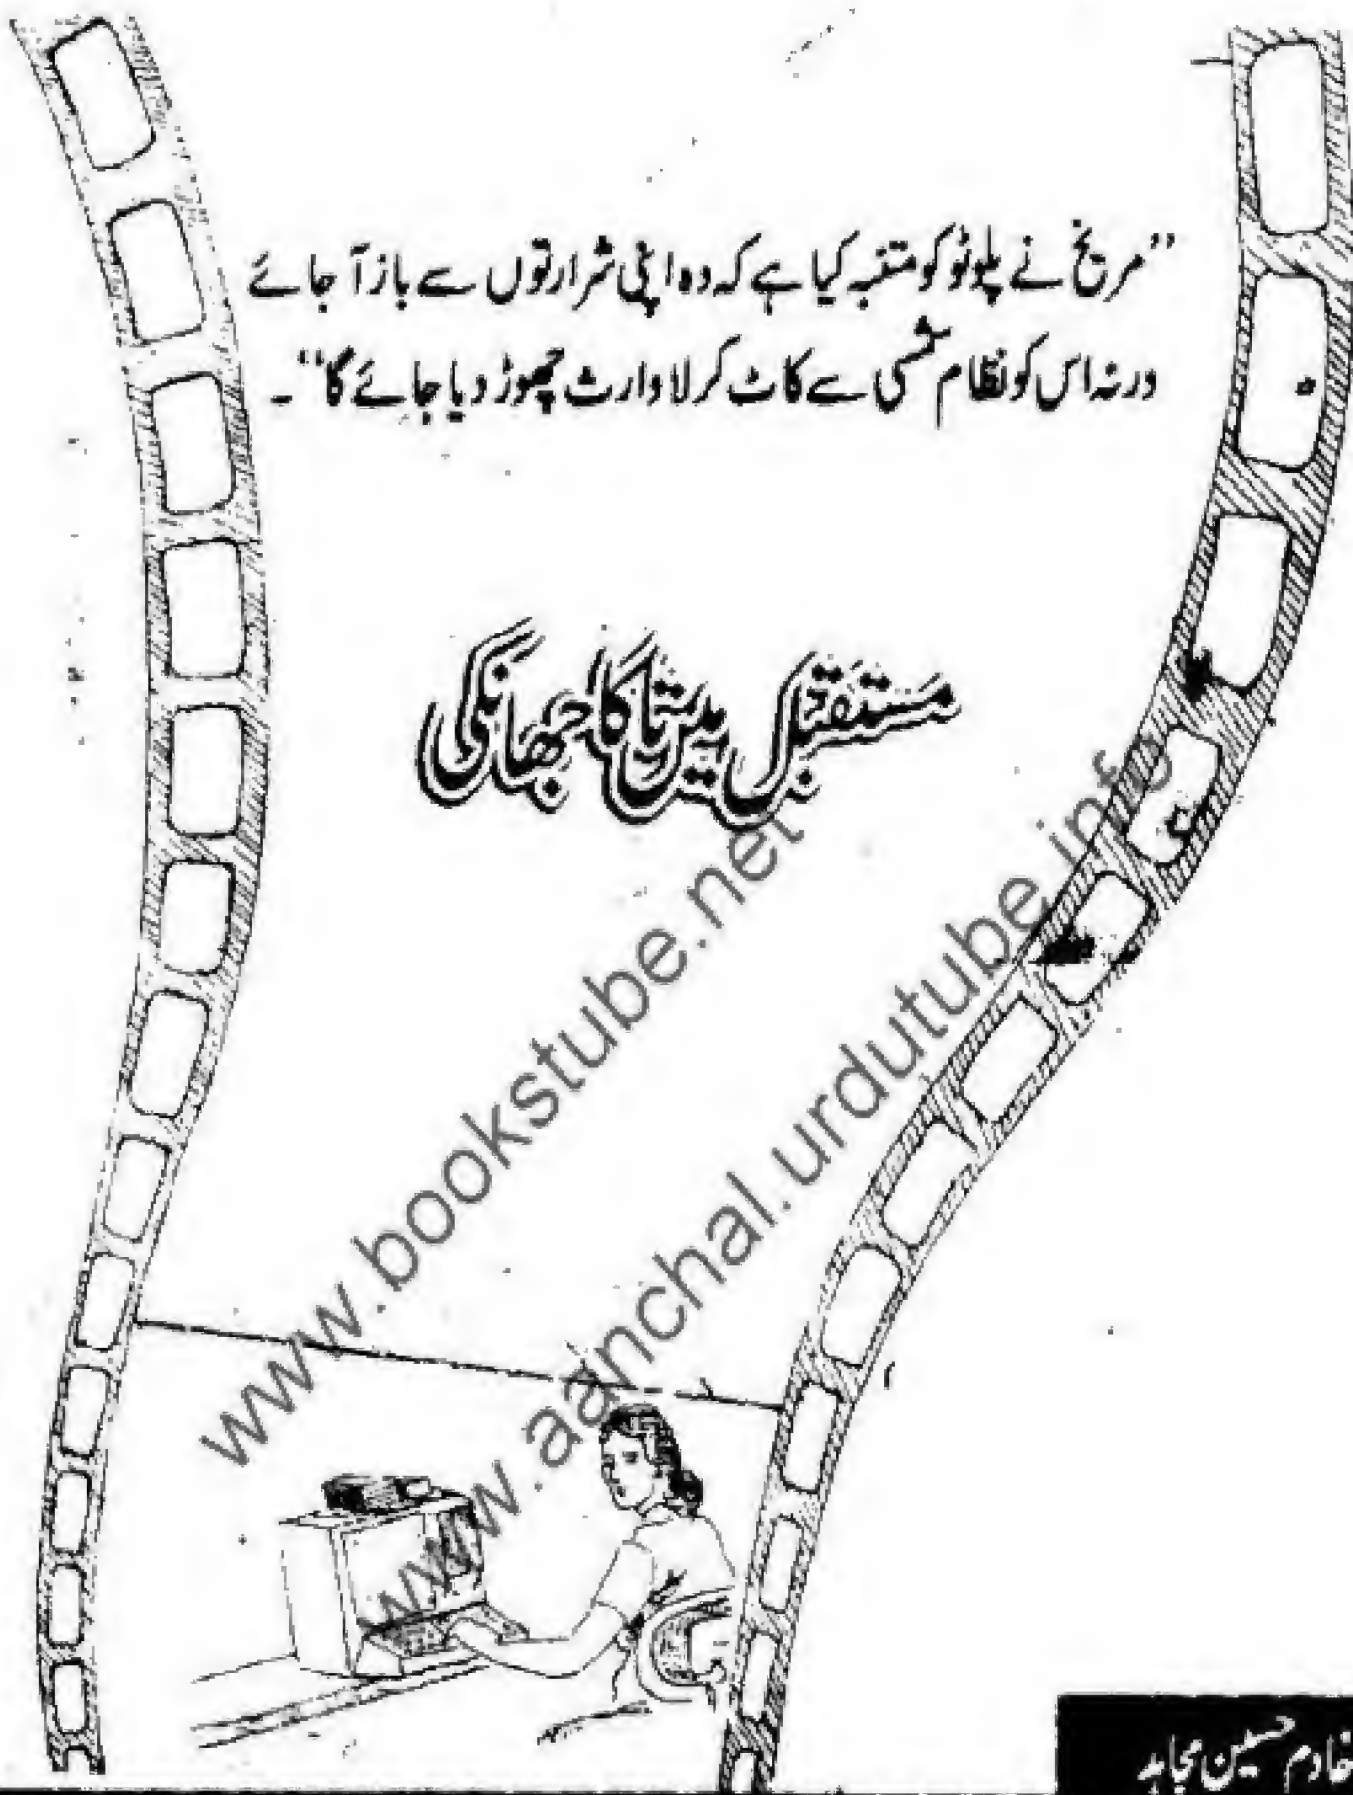 "مریخ نے پلوٹو کو متنبہ کیا ہے کہ وہ اپنی شرارتوں سے باز آ جائے
ورنہ اس کو نظام شمسی سے کاٹ کر لاوارث چھوڑ دیا جائے گا"۔
مستقبل میں تاکا جھانکی
www.bookstube.net
www.aanchal.urdutube.info
خادم حسین مجاہد